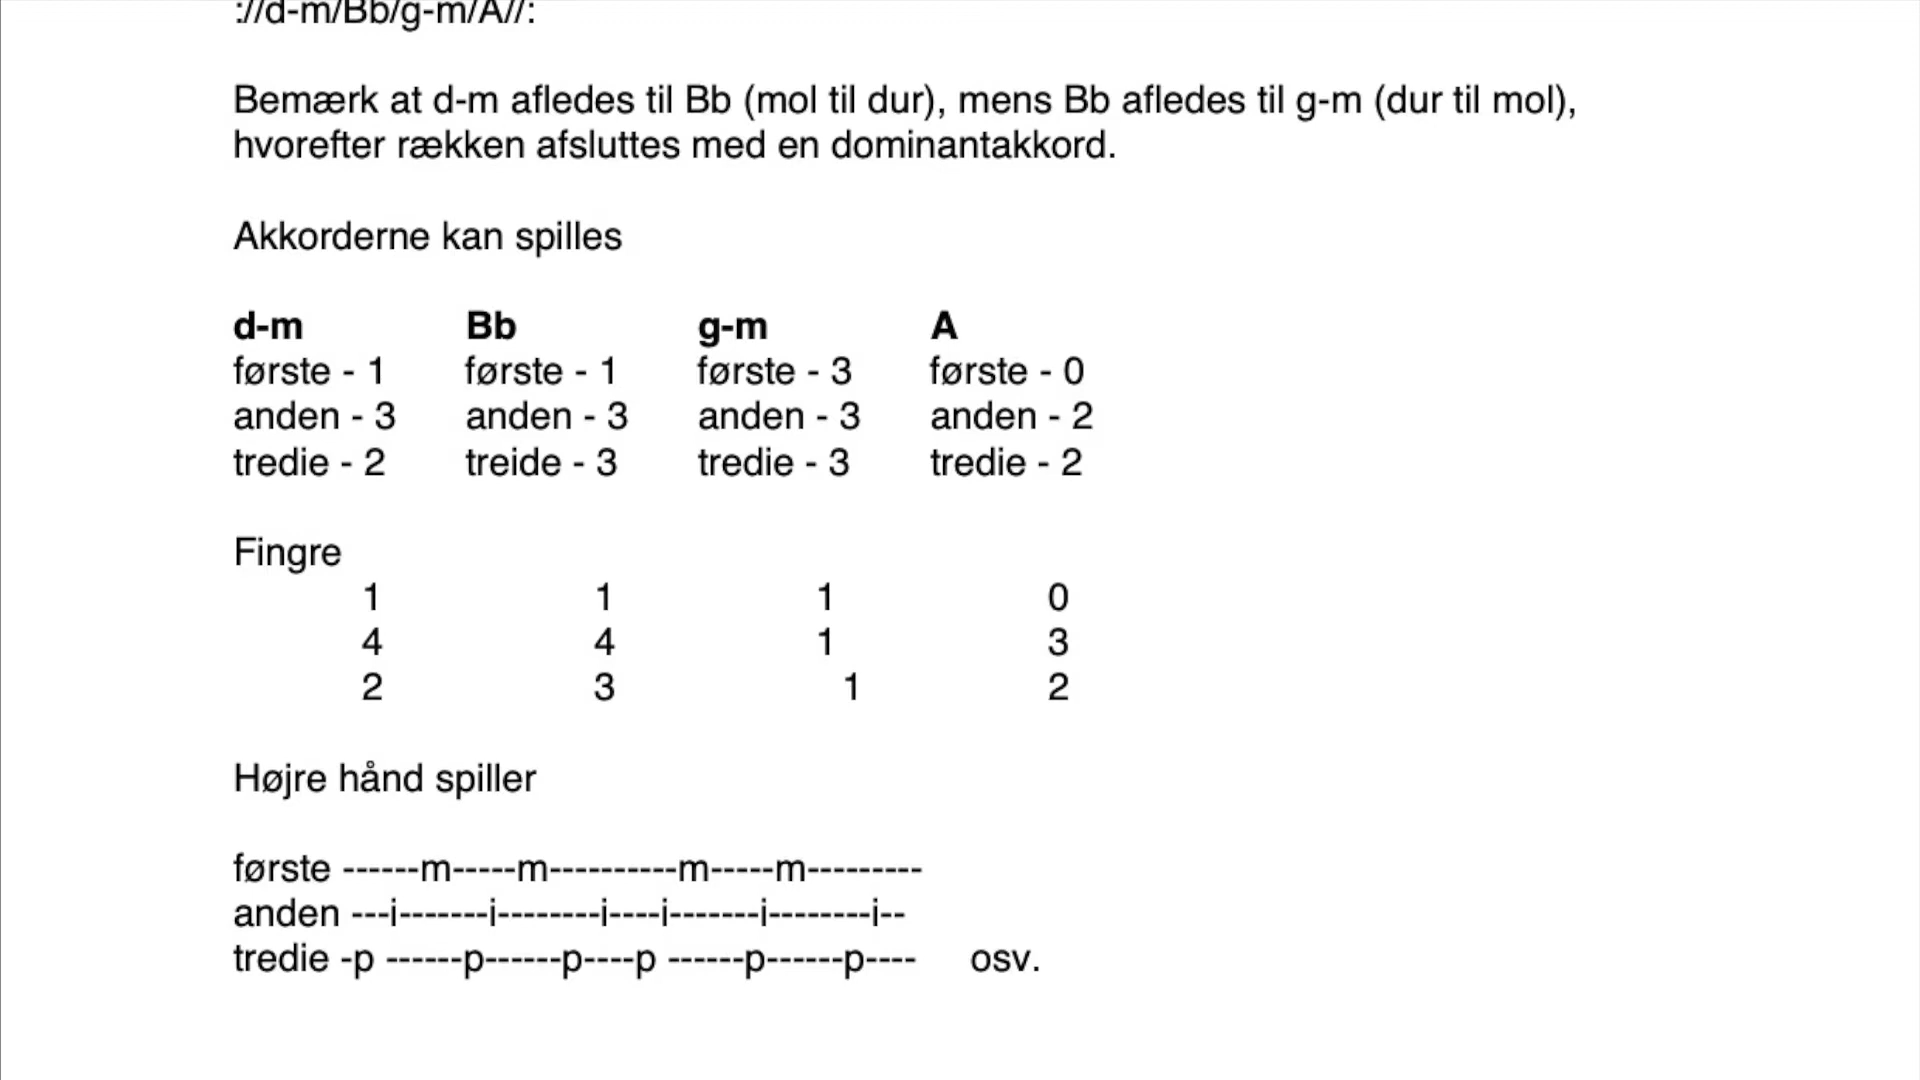 ://d-m/Bb/g-m/A//:
Bemærk at d-m afledes til Bb (mol til dur), mens Bb afledes til g-m (dur til mol),
hvorefter rækken afsluttes med en dominantakkord.
Akkorderne kan spilles
d-m Bb g-m A
første - 1 første - 1 første - 3 første - 0
anden - 3 anden - 3 anden - 3 anden - 2
tredie - 2 treide - 3 tredie - 3 tredie - 2
Fingre
1 1 1 0
4 4 1 3
2 3 1 2
Højre hånd spiller
første ------m-----m----------m-----m---------
anden ---i-------i--------i----i-------i--------i--
tredie -p ------p------p----p ------p------p---- osv.